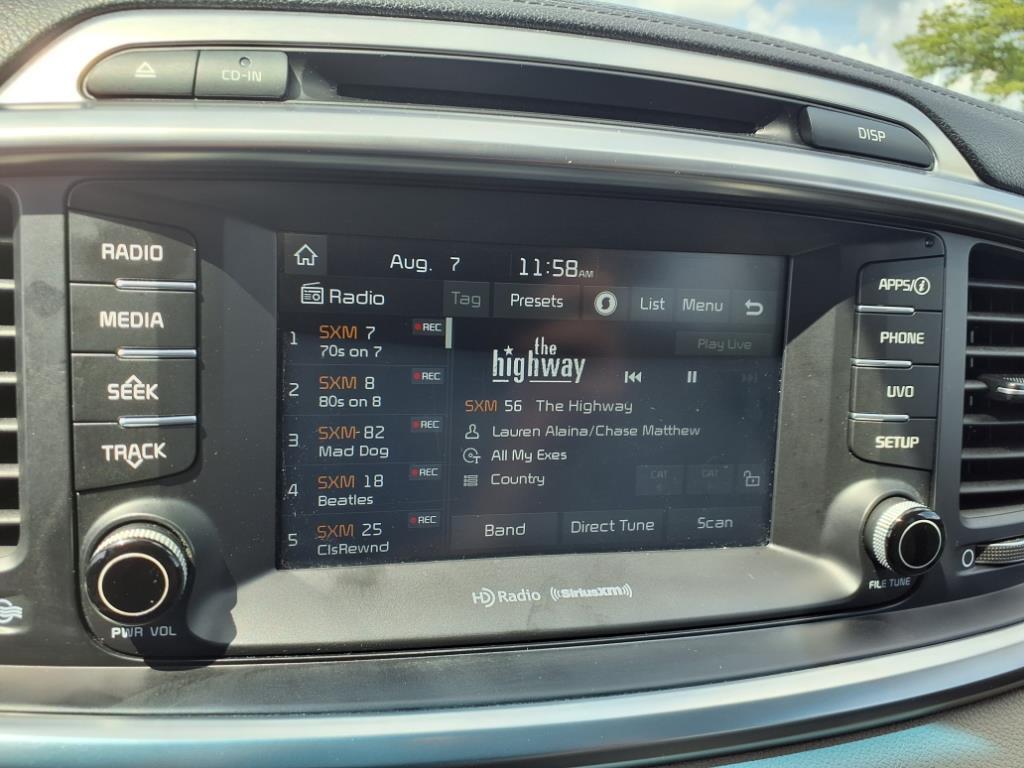 CD-IN
DISP
RADIO
MEDIA
SEEK
TRACK
PWR VOL
Aug. 7 11:58AM
Radio Tag Presets List Menu
1 SXM 7 REC
70s on 7
2 SXM 8 REC
80s on 8
3 SXM-82 REC
Mad Dog
4 SXM 18 REC
Beatles
5 SXM 25 REC
ClsRewnd
Play Live
the
highway
SXM 56 The Highway
Lauren Alaina/Chase Matthew
All My Exes
Country
CAT CAT
Band Direct Tune Scan
HD Radio ((SiriusXM))
APPS/i
PHONE
UVO
SETUP
FILE TUNE